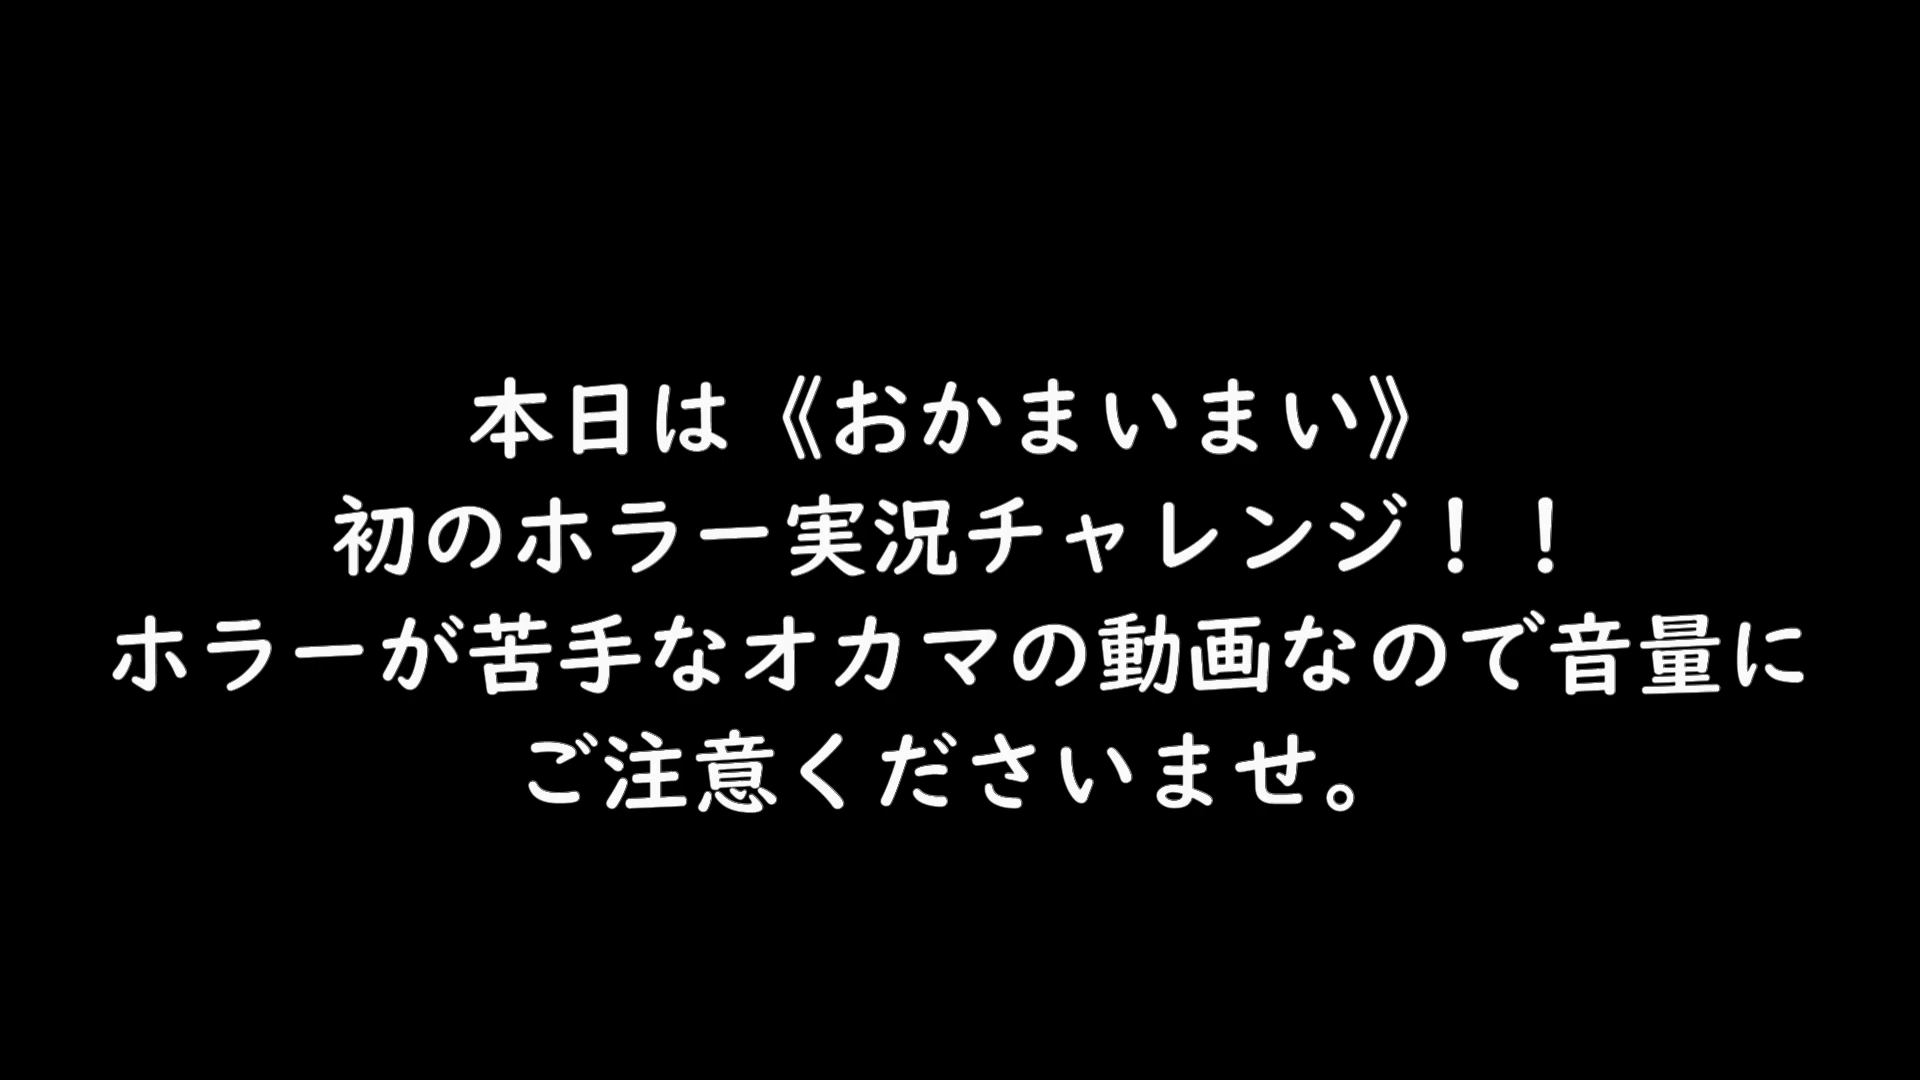 本日は《おかまいまい》
初のホラー実況チャレンジ！！
ホラーが苦手なオカマの動画なので音量に
ご注意くださいませ。